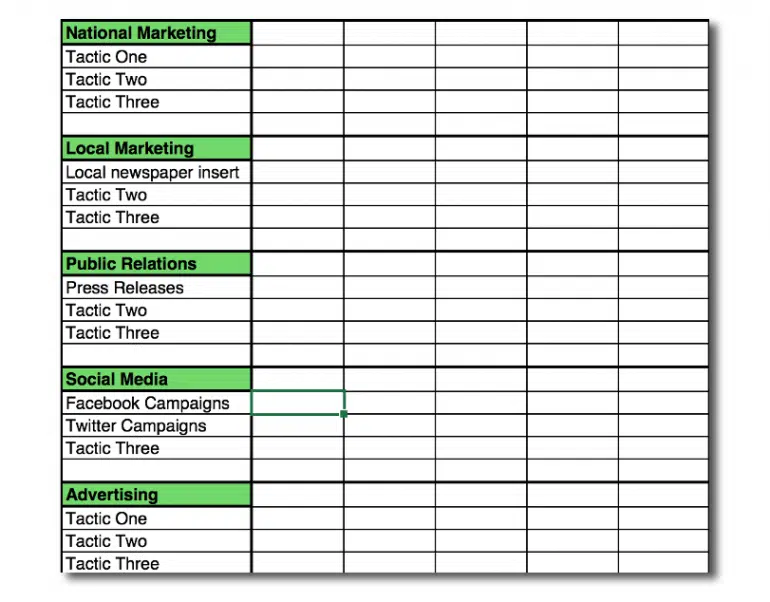 National Marketing
Tactic One
Tactic Two
Tactic Three
Local Marketing
Local newspaper insert
Tactic Two
Tactic Three
Public Relations
Press Releases
Tactic Two
Tactic Three
Social Media
Facebook Campaigns
Twitter Campaigns
Tactic Three
Advertising
Tactic One
Tactic Two
Tactic Three